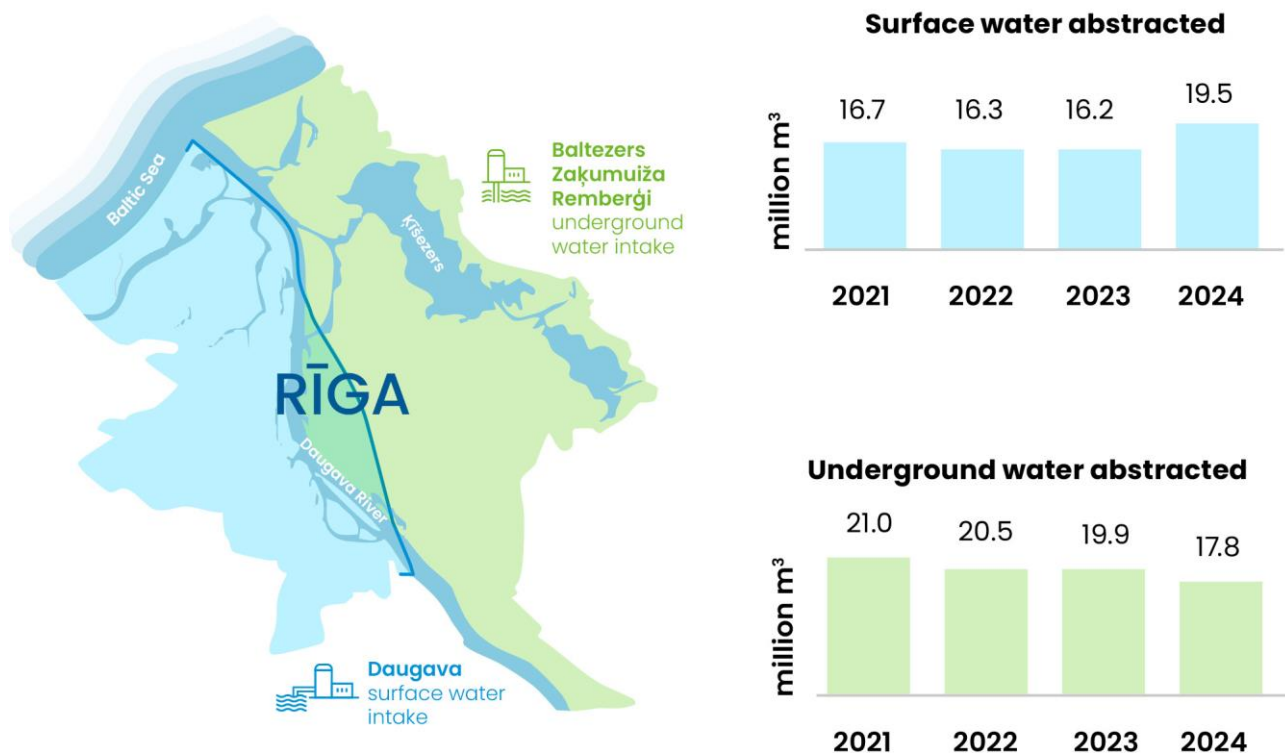 Baltic Sea
Baltezers
Zaķumuiža
Remberģi
underground
water intake
Ķīšezers
RĪGA
Daugava River
Daugava
surface water
intake
Surface water abstracted
million m³
16.7 16.3 16.2 19.5
2021 2022 2023 2024
Underground water abstracted
million m³
21.0 20.5 19.9 17.8
2021 2022 2023 2024